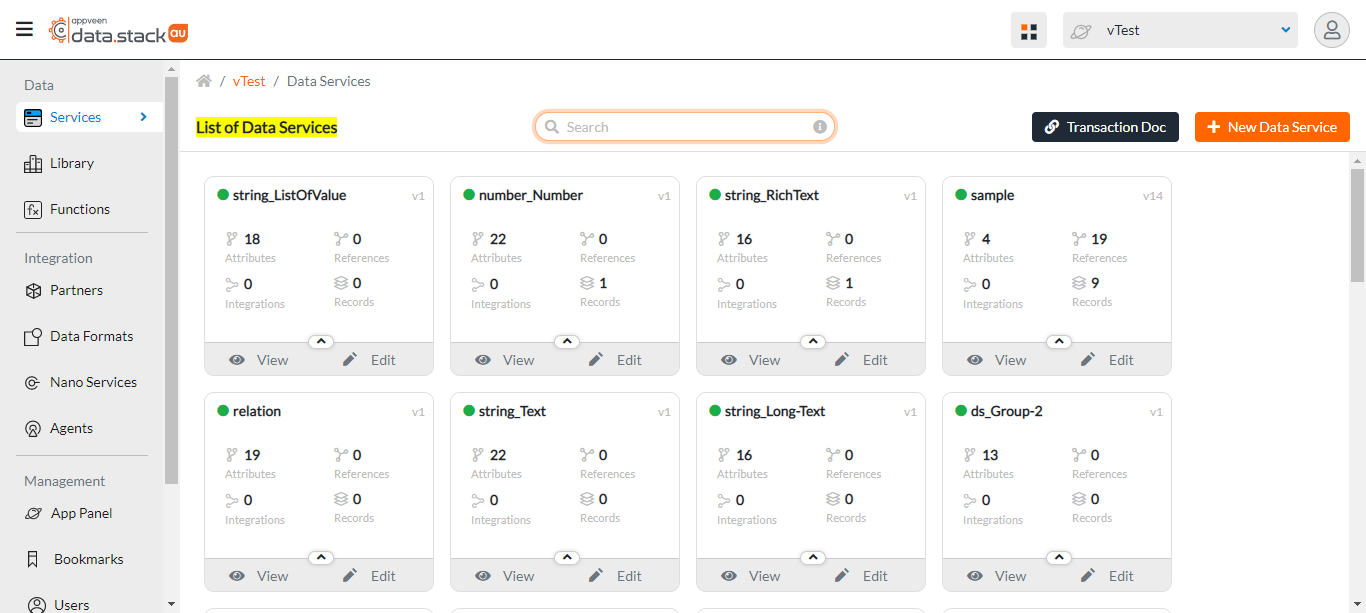 appveen
data.stack au
vTest
Data
Services
Library
Functions
Integration
Partners
Data Formats
Nano Services
Agents
Management
App Panel
Bookmarks
Users
/ vTest / Data Services
List of Data Services
Search
Transaction Doc
New Data Service
string_ListOfValue v1
18 0
Attributes References
0 0
Integrations Records
View Edit
number_Number v1
22 0
Attributes References
0 1
Integrations Records
View Edit
string_RichText v1
16 0
Attributes References
0 1
Integrations Records
View Edit
sample v14
4 19
Attributes References
0 9
Integrations Records
View Edit
relation v1
19 0
Attributes References
0 0
Integrations Records
View Edit
string_Text v1
22 0
Attributes References
0 0
Integrations Records
View Edit
string_Long-Text v1
16 0
Attributes References
0 0
Integrations Records
View Edit
ds_Group-2 v1
13 0
Attributes References
0 0
Integrations Records
View Edit